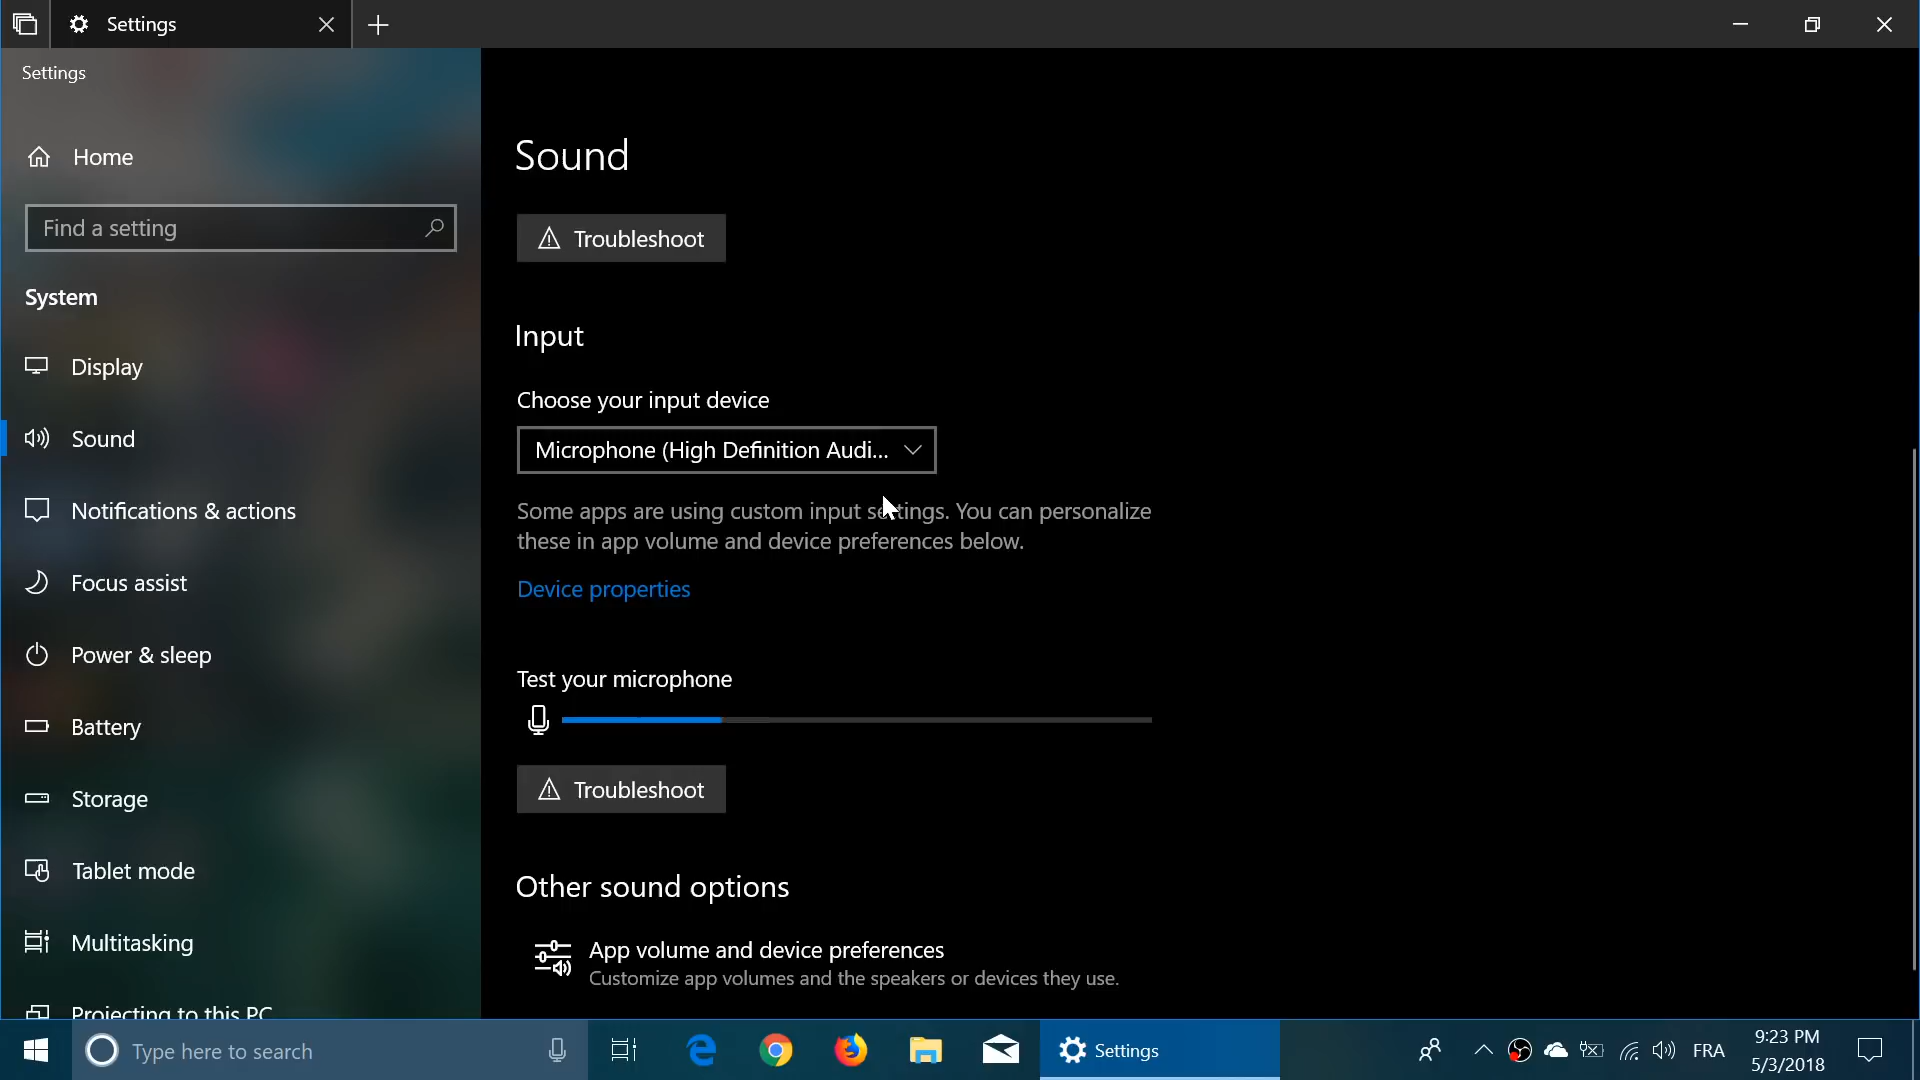 Settings
Settings
Home
Find a setting
System
Display
Sound
Notifications & actions
Focus assist
Power & sleep
Battery
Storage
Tablet mode
Multitasking
Projecting to this PC
Sound
Troubleshoot
Input
Choose your input device
Microphone (High Definition Audi...
Some apps are using custom input settings. You can personalize
these in app volume and device preferences below.
Device properties
Test your microphone
Troubleshoot
Other sound options
App volume and device preferences
Customize app volumes and the speakers or devices they use.
Type here to search
Settings
FRA
9:23 PM
5/3/2018